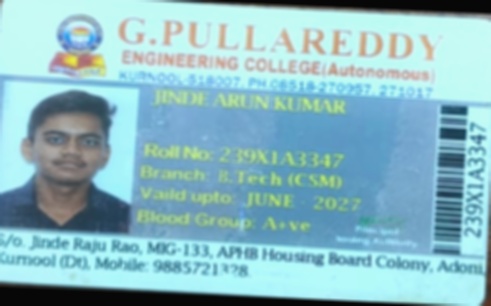 G.PULLAREDDY
ENGINEERING COLLEGE(Autonomous)
KURNOOL-518007. PH.08518-270957, 271017
JINDE ARUN KUMAR
Roll No: 239X1A3347
Branch: B.Tech (CSM)
Vaild upto: JUNE 2027
Blood Group: A+ve
S/o. Jinde Raju Rao, MIG-133, APHB Housing Board Colony, Adoni,
Kurnool (Dt), Mobile:
239X1A3347